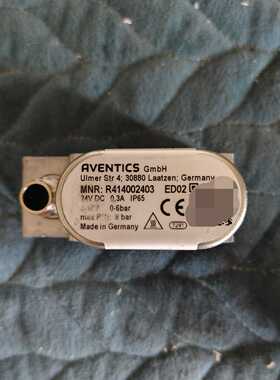 AVENTICS GmbH
Ulmer Str 4; 30880 Laatzen; Germany
MNR: R414002403 ED02
24V DC 0,3A IP65
0-6bar
max 8 bar
Made in Germany